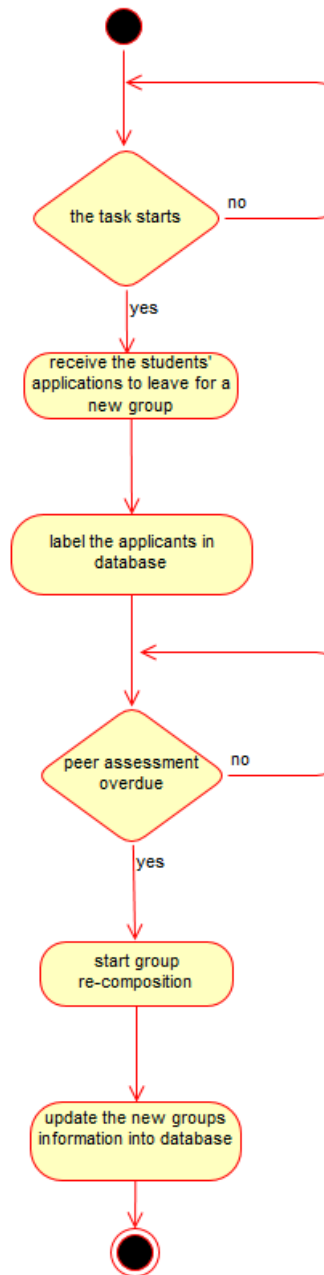 the task starts
no
yes
receive the students'
applications to leave for a
new group
label the applicants in
database
peer assessment
overdue
no
yes
start group
re-composition
update the new groups
information into database